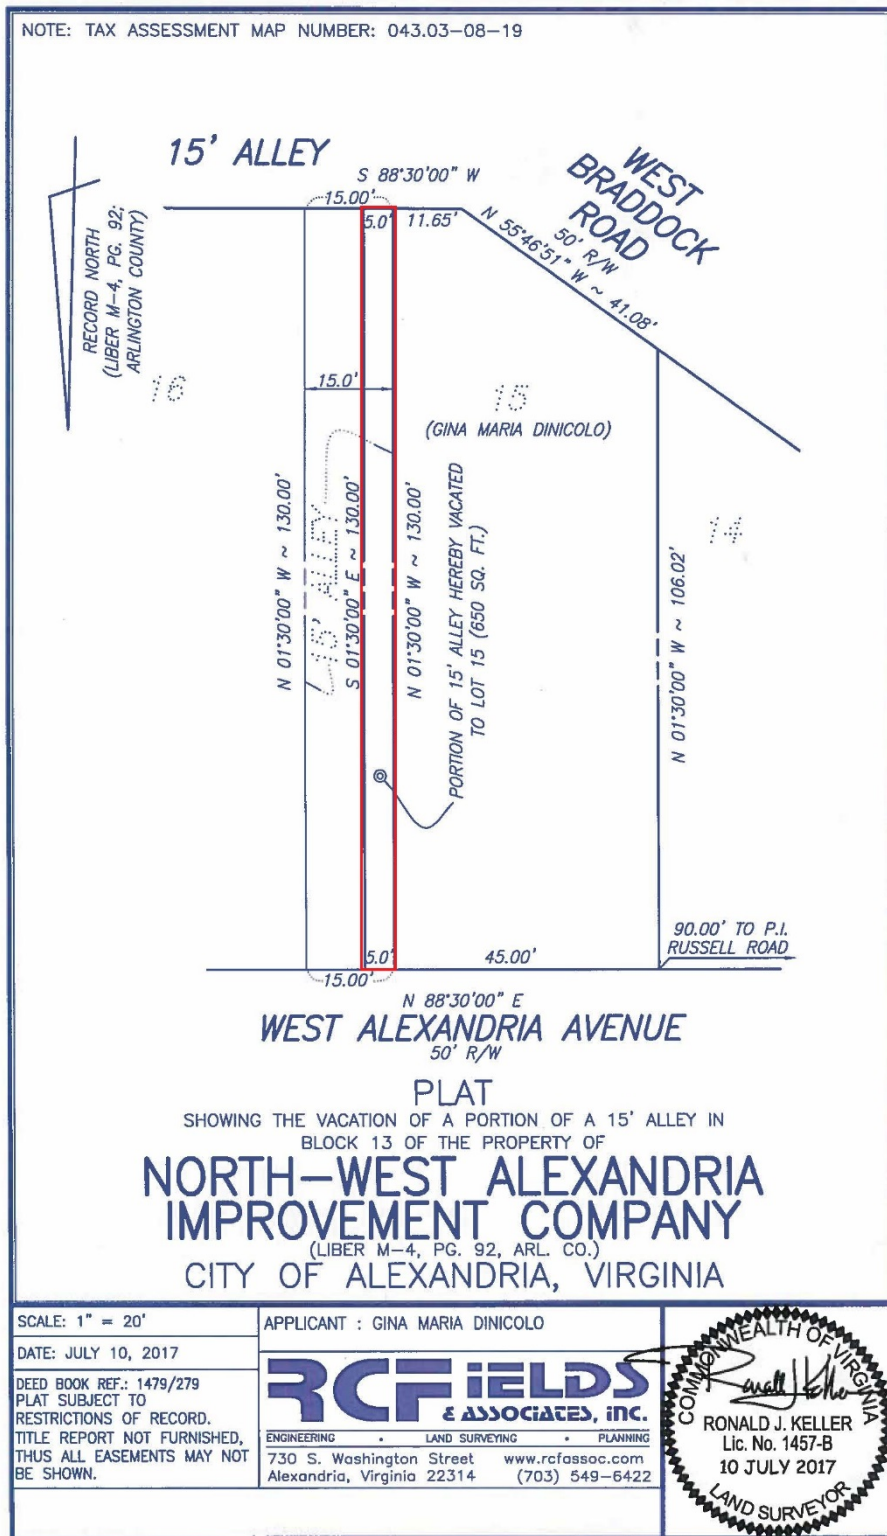 NOTE: TAX ASSESSMENT MAP NUMBER: 043.03-08-19
15' ALLEY
S 88°30'00" W
15.00'
5.0'
11.65'
WEST
BRADDOCK
ROAD
50' R/W
N 55°46'51" W ~ 41.08'
RECORD NORTH
(LIBER M-4, PG. 92;
ARLINGTON COUNTY)
16
15.0'
15
(GINA MARIA DINICOLO)
14
N 01°30'00" W ~ 130.00'
15' ALLEY
S 01°30'00" E ~ 130.00'
N 01°30'00" W ~ 130.00'
PORTION OF 15' ALLEY HEREBY VACATED
TO LOT 15 (650 SQ. FT.)
N 01°30'00" W ~ 106.02'
90.00' TO P.I.
RUSSELL ROAD
5.0'
45.00'
15.00'
N 88°30'00" E
WEST ALEXANDRIA AVENUE
50' R/W
PLAT
SHOWING THE VACATION OF A PORTION OF A 15' ALLEY IN
BLOCK 13 OF THE PROPERTY OF
NORTH-WEST ALEXANDRIA
IMPROVEMENT COMPANY
(LIBER M-4, PG. 92, ARL. CO.)
CITY OF ALEXANDRIA, VIRGINIA
SCALE: 1" = 20'
DATE: JULY 10, 2017
DEED BOOK REF.: 1479/279
PLAT SUBJECT TO
RESTRICTIONS OF RECORD.
TITLE REPORT NOT FURNISHED,
THUS ALL EASEMENTS MAY NOT
BE SHOWN.
APPLICANT : GINA MARIA DINICOLO
RCFiELDS
& ASSOCiATES, iNC.
ENGINEERING • LAND SURVEYING • PLANNING
730 S. Washington Street www.rcfassoc.com
Alexandria, Virginia 22314 (703) 549-6422
COMMONWEALTH OF VIRGINIA
Ronald J. Keller
RONALD J. KELLER
Lic. No. 1457-B
10 JULY 2017
LAND SURVEYOR